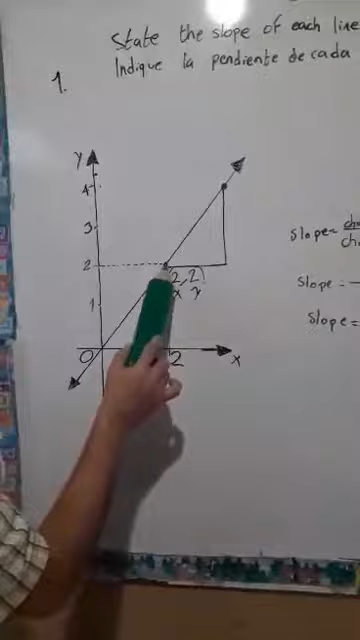 State the slope of each line
Indique la pendiente de cada
1.
y
4
3
2
(2,2)
x y
1
0
2
x
slope=
slope =
slope=